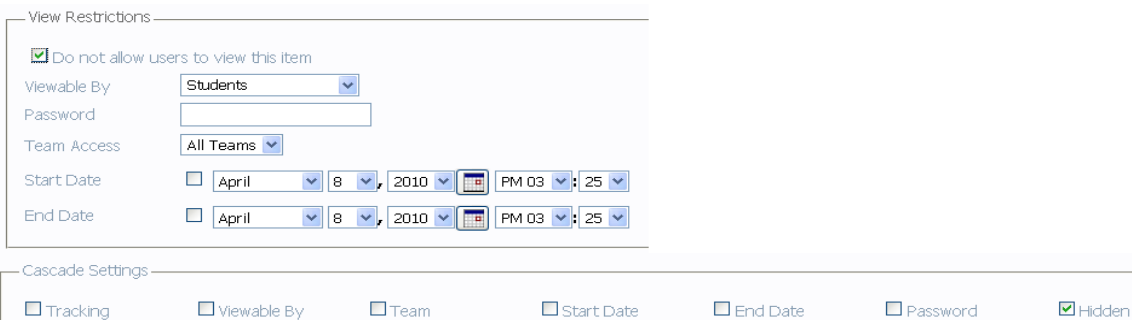 View Restrictions
Do not allow users to view this item
Viewable By Students
Password
Team Access All Teams
Start Date April 8 , 2010 PM 03 : 25
End Date April 8 , 2010 PM 03 : 25
Cascade Settings
Tracking Viewable By Team Start Date End Date Password Hidden